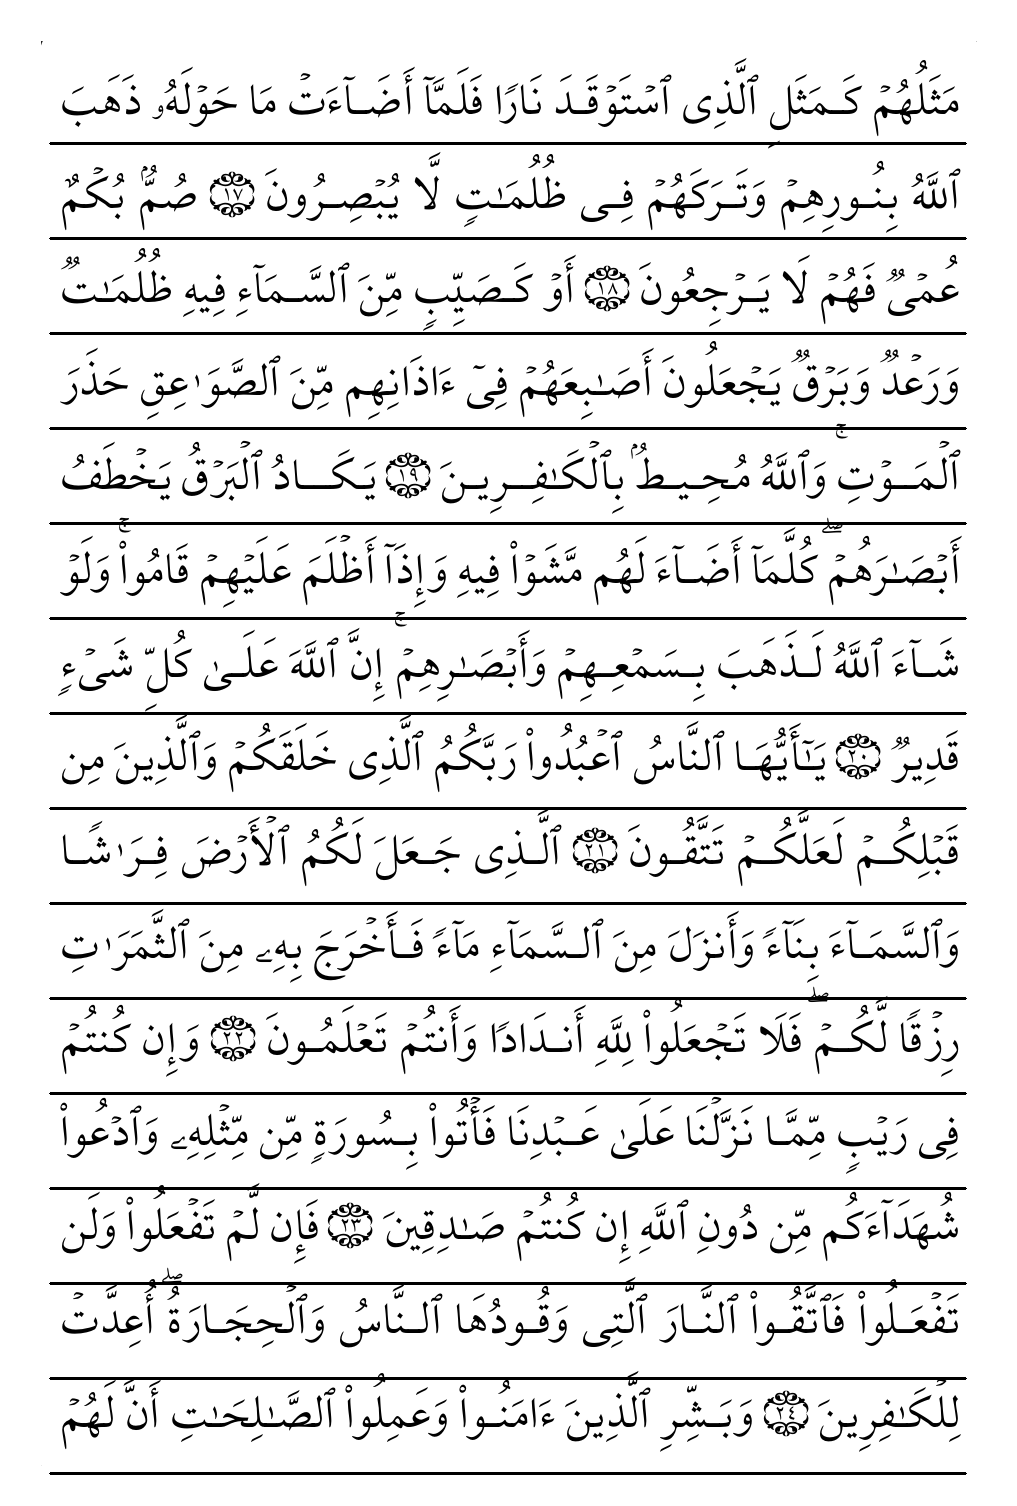 مَثَلُهُمۡ كَمَثَلِ ٱلَّذِى ٱسۡتَوۡقَدَ نَارًا فَلَمَّآ أَضَآءَتۡ مَا حَوۡلَهُۥ ذَهَبَ
ٱللَّهُ بِنُورِهِمۡ وَتَرَكَهُمۡ فِى ظُلُمَـٰتٍ لَّا يُبۡصِرُونَ ١٧ صُمُّۢ بُكۡمٌ
عُمۡىٌ فَهُمۡ لَا يَرۡجِعُونَ ١٨ أَوۡ كَصَيِّبٍ مِّنَ ٱلسَّمَآءِ فِيهِ ظُلُمَـٰتٌ
وَرَعۡدٌ وَبَرۡقٌ يَجۡعَلُونَ أَصَـٰبِعَهُمۡ فِىٓ ءَاذَانِهِم مِّنَ ٱلصَّوَٰعِقِ حَذَرَ
ٱلۡمَوۡتِۚ وَٱللَّهُ مُحِيطُۢ بِٱلۡكَـٰفِرِينَ ١٩ يَكَادُ ٱلۡبَرۡقُ يَخۡطَفُ
أَبۡصَـٰرَهُمۡۖ كُلَّمَآ أَضَآءَ لَهُم مَّشَوۡاْ فِيهِ وَإِذَآ أَظۡلَمَ عَلَيۡهِمۡ قَامُواْۚ وَلَوۡ
شَآءَ ٱللَّهُ لَذَهَبَ بِسَمۡعِهِمۡ وَأَبۡصَـٰرِهِمۡۚ إِنَّ ٱللَّهَ عَلَىٰ كُلِّ شَىۡءٍ
قَدِيرٌ ٢٠ يَـٰٓأَيُّهَا ٱلنَّاسُ ٱعۡبُدُواْ رَبَّكُمُ ٱلَّذِى خَلَقَكُمۡ وَٱلَّذِينَ مِن
قَبۡلِكُمۡ لَعَلَّكُمۡ تَتَّقُونَ ٢١ ٱلَّذِى جَعَلَ لَكُمُ ٱلۡأَرۡضَ فِرَٰشًا
وَٱلسَّمَآءَ بِنَآءً وَأَنزَلَ مِنَ ٱلسَّمَآءِ مَآءً فَأَخۡرَجَ بِهِۦ مِنَ ٱلثَّمَرَٰتِ
رِزۡقًا لَّكُمۡۖ فَلَا تَجۡعَلُواْ لِلَّهِ أَندَادًا وَأَنتُمۡ تَعۡلَمُونَ ٢٢ وَإِن كُنتُمۡ
فِى رَيۡبٍ مِّمَّا نَزَّلۡنَا عَلَىٰ عَبۡدِنَا فَأۡتُواْ بِسُورَةٍ مِّن مِّثۡلِهِۦ وَٱدۡعُواْ
شُهَدَآءَكُم مِّن دُونِ ٱللَّهِ إِن كُنتُمۡ صَـٰدِقِينَ ٢٣ فَإِن لَّمۡ تَفۡعَلُواْ وَلَن
تَفۡعَلُواْ فَٱتَّقُواْ ٱلنَّارَ ٱلَّتِى وَقُودُهَا ٱلنَّاسُ وَٱلۡحِجَارَةُۖ أُعِدَّتۡ
لِلۡكَـٰفِرِينَ ٢٤ وَبَشِّرِ ٱلَّذِينَ ءَامَنُواْ وَعَمِلُواْ ٱلصَّـٰلِحَـٰتِ أَنَّ لَهُمۡ